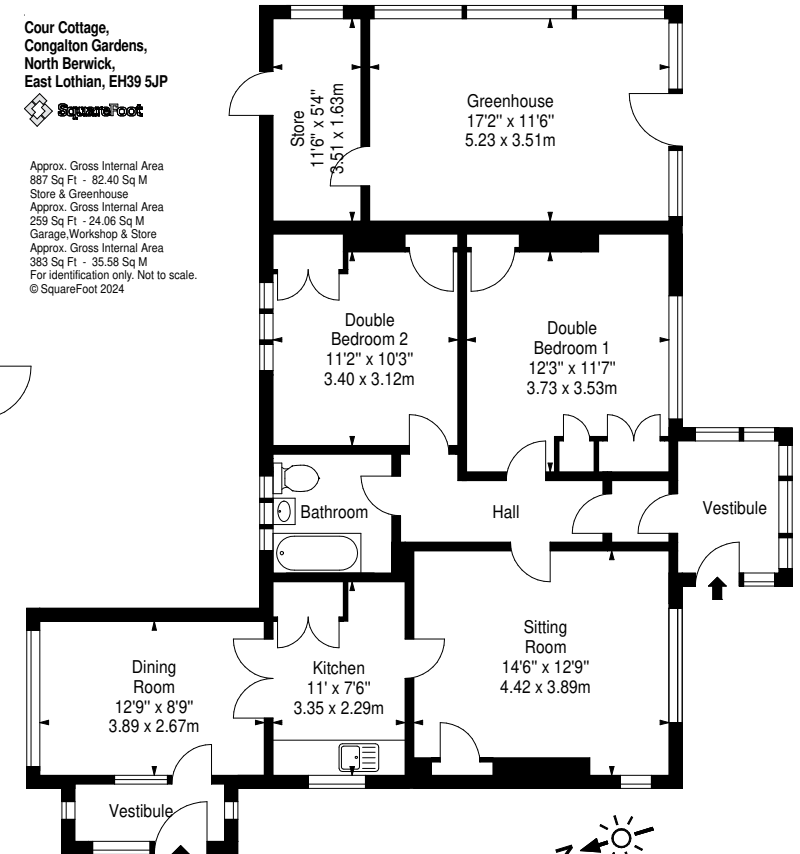 Cour Cottage,
Congalton Gardens,
North Berwick,
East Lothian, EH39 5JP
SquareFoot
Approx. Gross Internal Area
887 Sq Ft - 82.40 Sq M
Store & Greenhouse
Approx. Gross Internal Area
259 Sq Ft - 24.06 Sq M
Garage,Workshop & Store
Approx. Gross Internal Area
383 Sq Ft - 35.58 Sq M
For identification only. Not to scale.
© SquareFoot 2024
Store
11'6" x 5'4"
3.51 x 1.63m
Greenhouse
17'2" x 11'6"
5.23 x 3.51m
Double
Bedroom 2
11'2" x 10'3"
3.40 x 3.12m
Double
Bedroom 1
12'3" x 11'7"
3.73 x 3.53m
Bathroom
Hall
Vestibule
Sitting
Room
14'6" x 12'9"
4.42 x 3.89m
Kitchen
11' x 7'6"
3.35 x 2.29m
Dining
Room
12'9" x 8'9"
3.89 x 2.67m
Vestibule